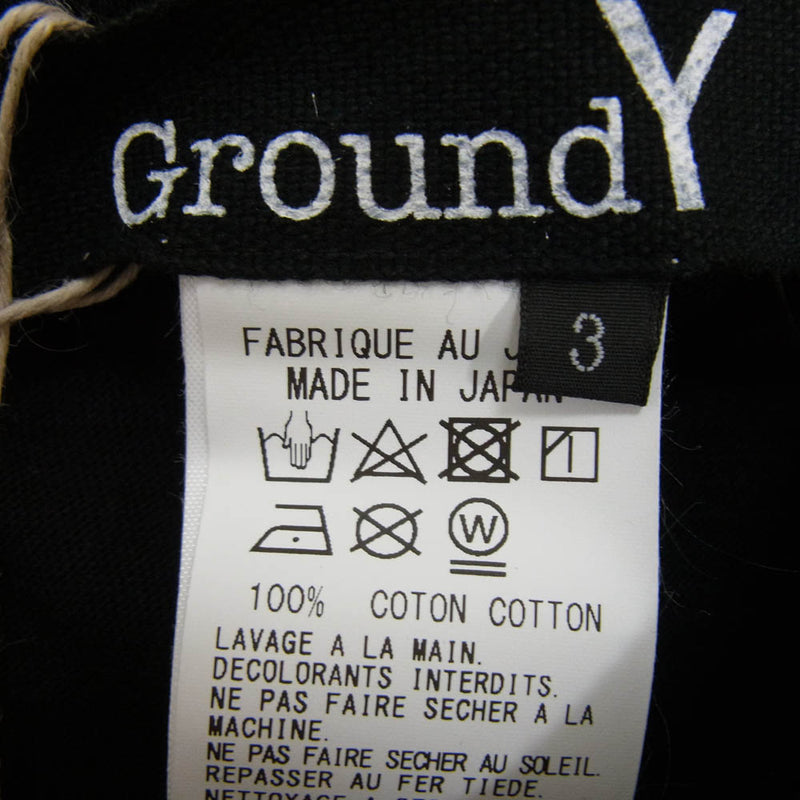 GroundY
3
FABRIQUE AU
MADE IN JAPAN
W
100% COTON COTTON
LAVAGE A LA MAIN.
DECOLORANTS INTERDITS.
NE PAS FAIRE SECHER A LA
MACHINE.
NE PAS FAIRE SECHER AU SOLEIL.
REPASSER AU FER TIEDE.
NETTOYAGE A